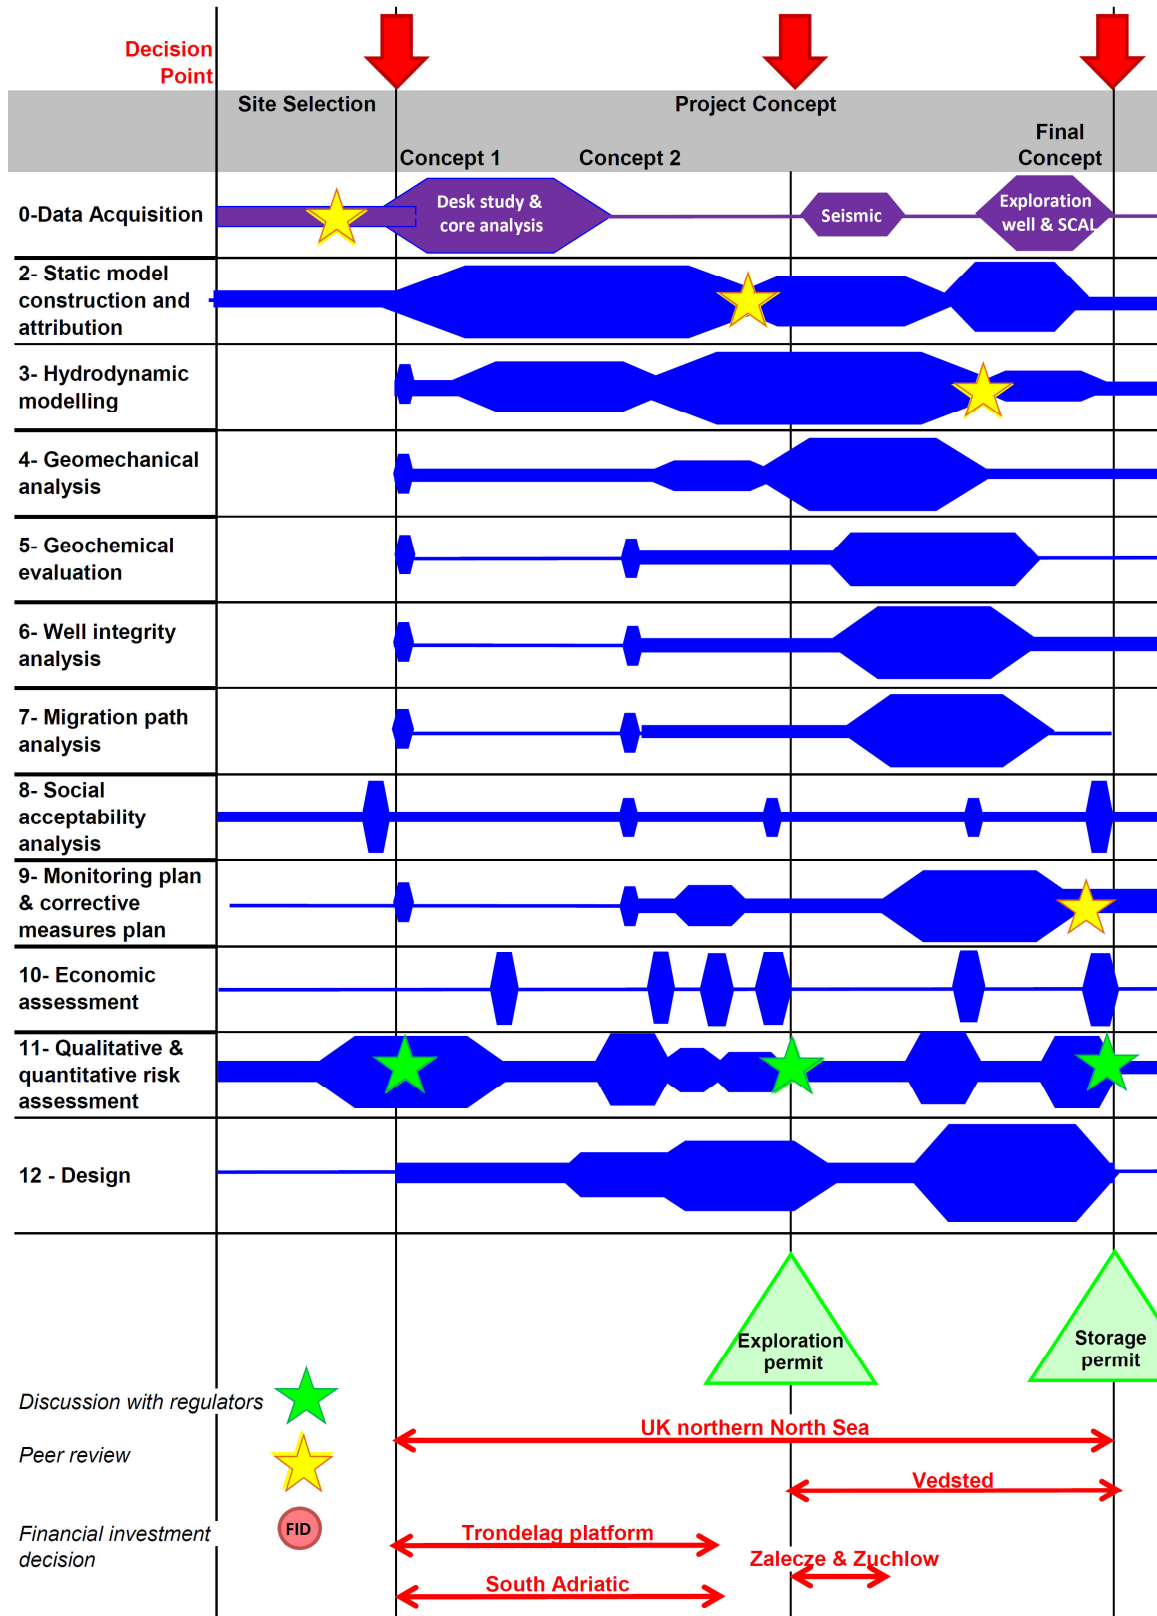 Decision
Point
Site Selection
Project Concept
Concept 1
Concept 2
Final
Concept
0-Data Acquisition
Desk study &
core analysis
Seismic
Exploration
well & SCAL
2- Static model
construction and
attribution
3- Hydrodynamic
modelling
4- Geomechanical
analysis
5- Geochemical
evaluation
6- Well integrity
analysis
7- Migration path
analysis
8- Social
acceptability
analysis
9- Monitoring plan
& corrective
measures plan
10- Economic
assessment
11- Qualitative &
quantitative risk
assessment
12 - Design
Exploration
permit
Storage
permit
Discussion with regulators
Peer review
Financial investment
decision
FID
UK northern North Sea
Vedsted
Trondelag platform
Zalecze & Zuchlow
South Adriatic